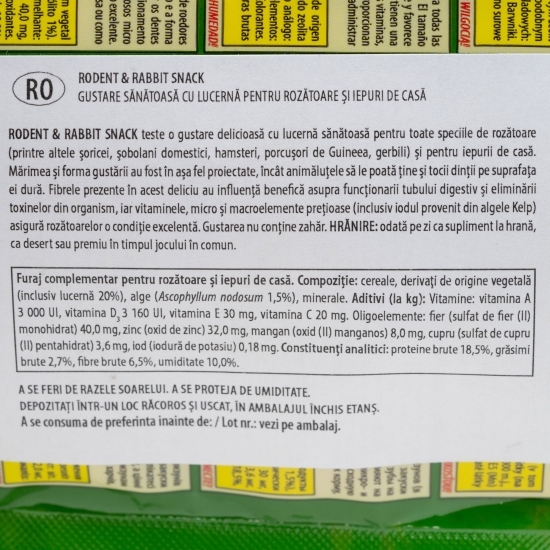 RO
RODENT & RABBIT SNACK
GUSTARE SĂNĂTOASĂ CU LUCERNĂ PENTRU ROZĂTOARE ȘI IEPURI DE CASĂ
RODENT & RABBIT SNACK teste o gustare delicioasă cu lucernă sănătoasă pentru toate speciile de rozătoare
(printre altele șoricei, șobolani domestici, hamsteri, porcușori de Guineea, gerbili) și pentru iepurii de casă.
Mărimea și forma gustării au fost în așa fel proiectate, încât animăluțele să le poată ține și tocii dinții pe suprafața
ei dură. Fibrele prezente în acest deliciu au influență benefică asupra funcționarii tubului digestiv și eliminării
toxinelor din organism, iar vitaminele, micro și macroelemente prețioase (inclusiv iodul provenit din algele Kelp)
asigură rozătoarelor o condiție excelentă. Gustarea nu conține zahăr. HRĂNIRE: odată pe zi ca supliment la hrană,
ca desert sau premiu în timpul jocului în comun.
Furaj complementar pentru rozătoare și iepuri de casă. Compoziție: cereale, derivați de origine vegetală
(inclusiv lucernă 20%), alge (Ascophyllum nodosum 1,5%), minerale. Aditivi (la kg): Vitamine: vitamina A
3 000 UI, vitamina D3 160 UI, vitamina E 30 mg, vitamina C 20 mg. Oligoelemente: fier (sulfat de fier (II)
monohidrat) 40,0 mg, zinc (oxid de zinc) 32,0 mg, mangan (oxid (II) manganos) 8,0 mg, cupru (sulfat de cupru
(II) pentahidrat) 3,6 mg, iod (iodură de potasiu) 0,18 mg. Constituenți analitici: proteine brute 18,5%, grăsimi
brute 2,7%, fibre brute 6,5%, umiditate 10,0%.
A SE FERI DE RAZELE SOARELUI. A SE PROTEJA DE UMIDITATE.
DEPOZITAȚI ÎNTR-UN LOC RĂCOROS ȘI USCAT, ÎN AMBALAJUL ÎNCHIS ETANȘ.
A se consuma de preferinta inainte de: / Lot nr.: vezi pe ambalaj.